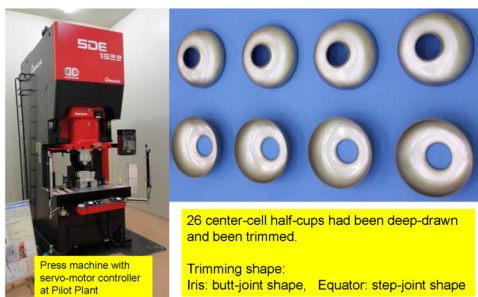 SDE
1522
Press machine with
servo-motor controller
at Pilot Plant
26 center-cell half-cups had been deep-drawn
and been trimmed.
Trimming shape:
Iris: butt-joint shape, Equator: step-joint shape